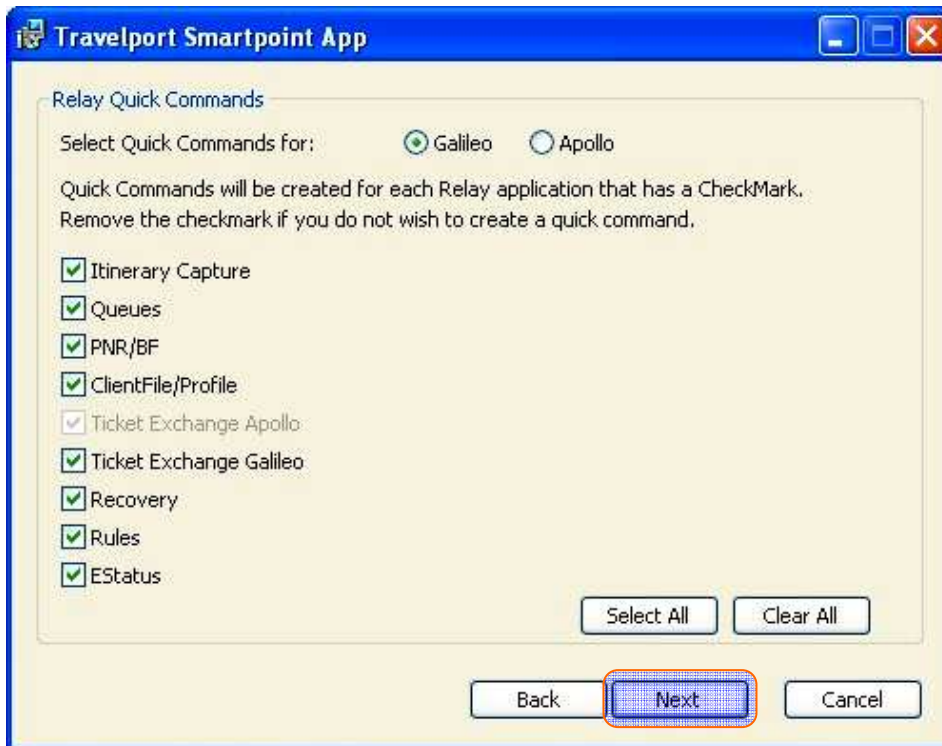 Travelport Smartpoint App
Relay Quick Commands
Select Quick Commands for: Galileo Apollo
Quick Commands will be created for each Relay application that has a CheckMark.
Remove the checkmark if you do not wish to create a quick command.
Itinerary Capture
Queues
PNR/BF
ClientFile/Profile
Ticket Exchange Apollo
Ticket Exchange Galileo
Recovery
Rules
EStatus
Select All Clear All
Back Next Cancel